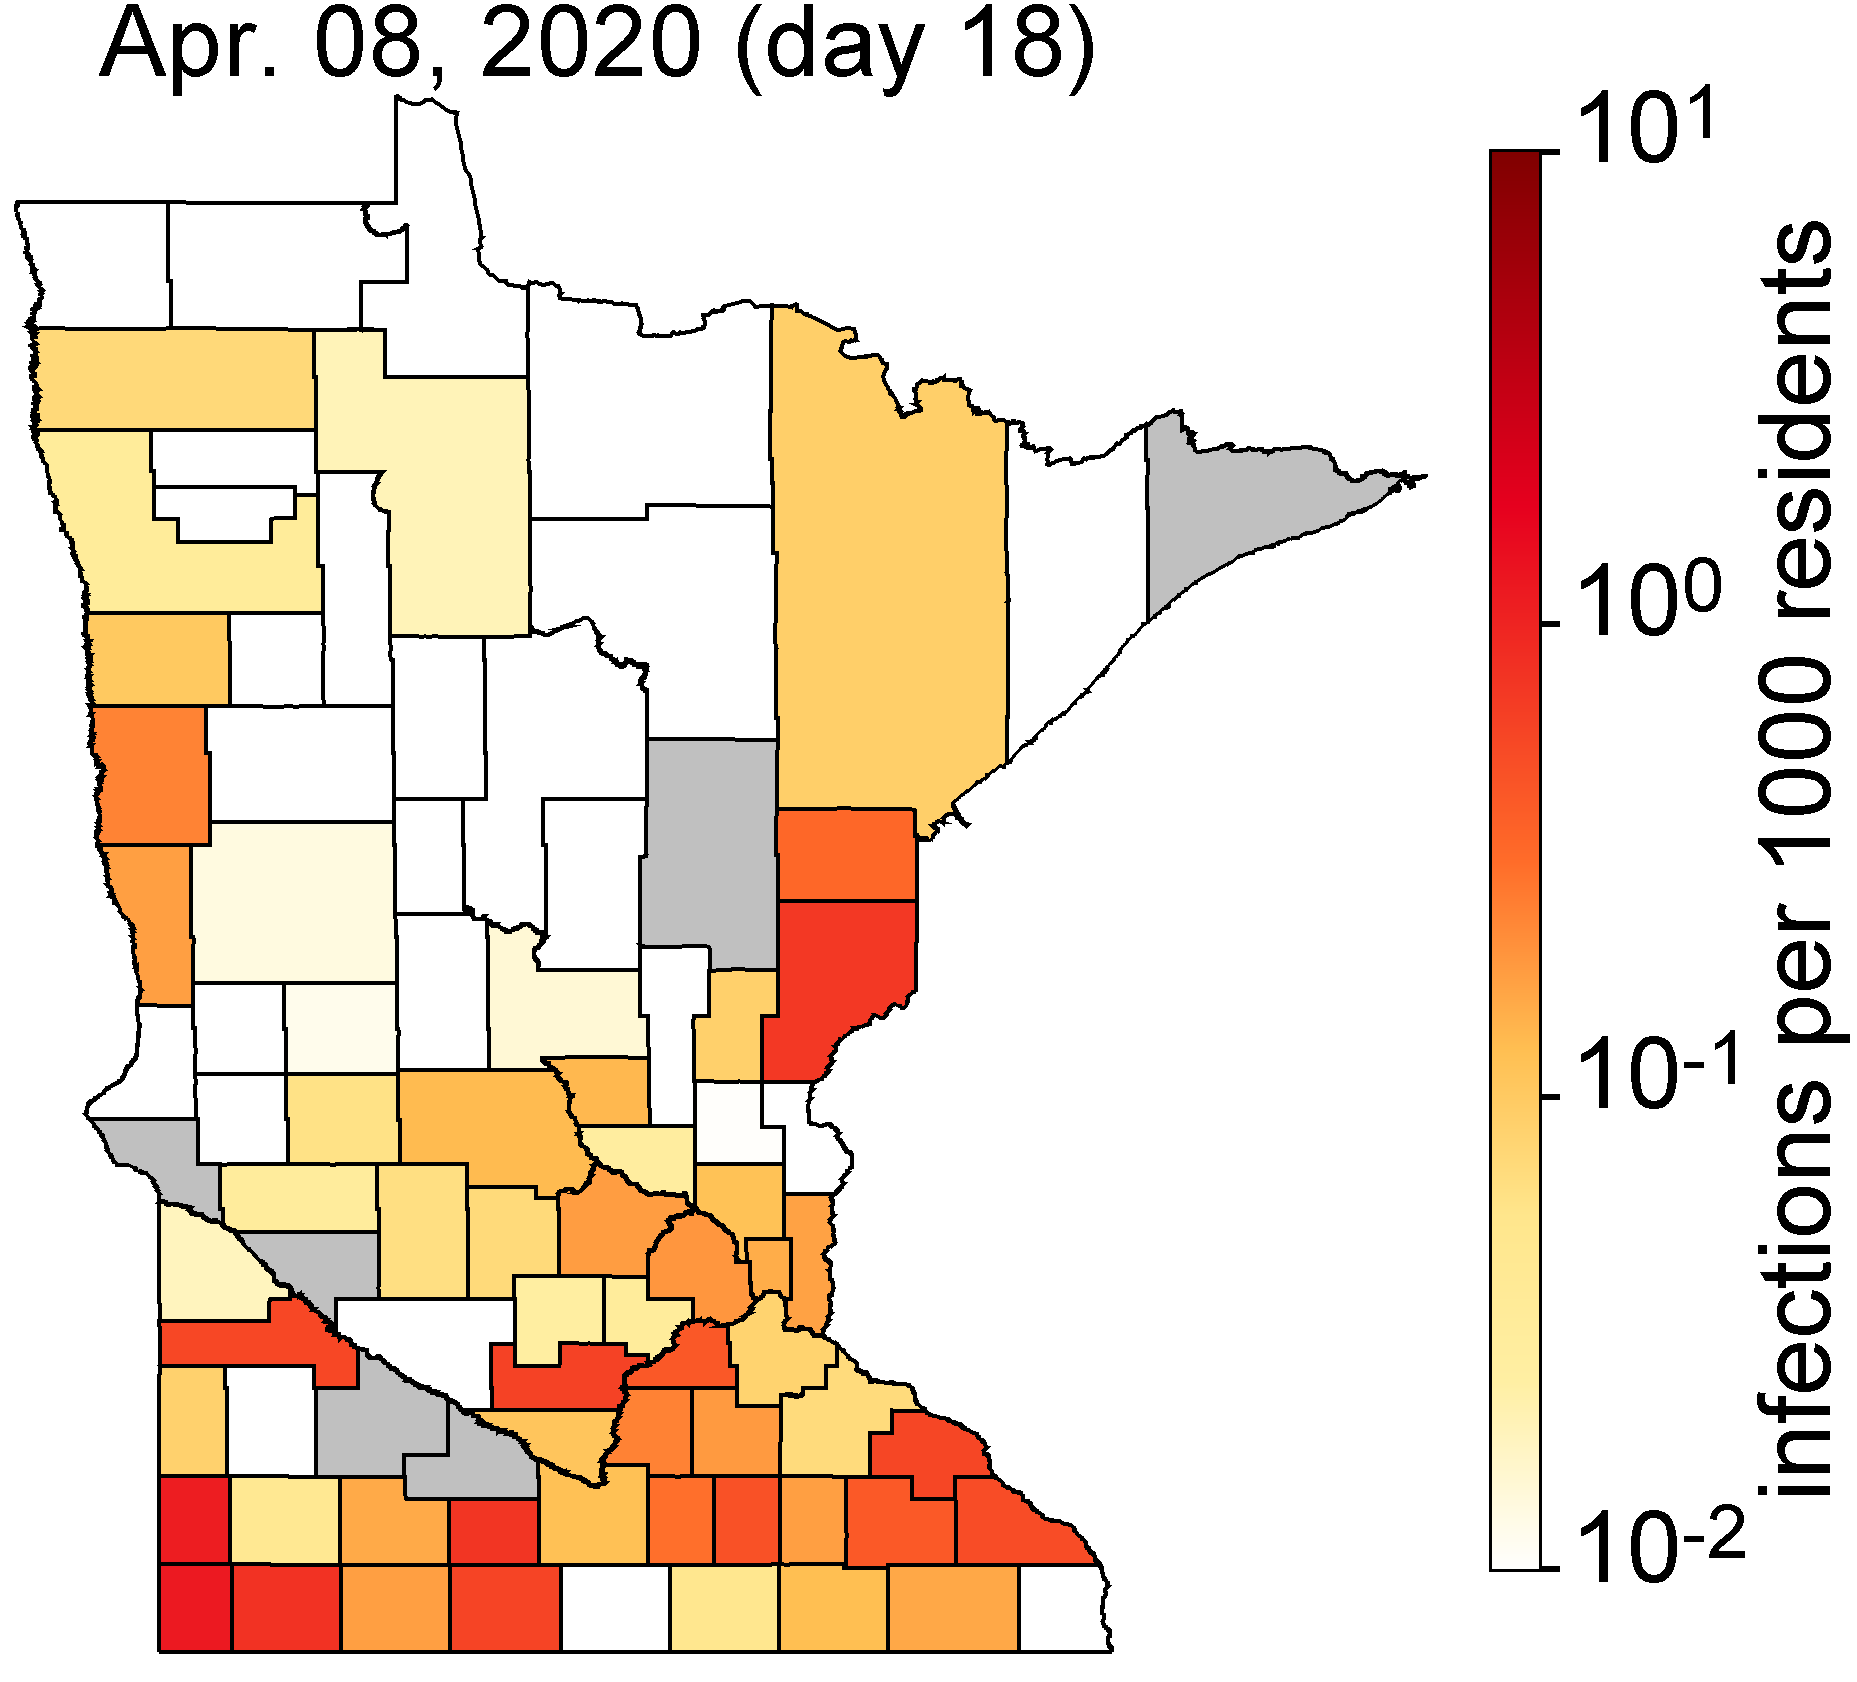 Apr. 08, 2020 (day 18)
10¹
10⁰
10⁻¹
10⁻²
infections per 1000 residents